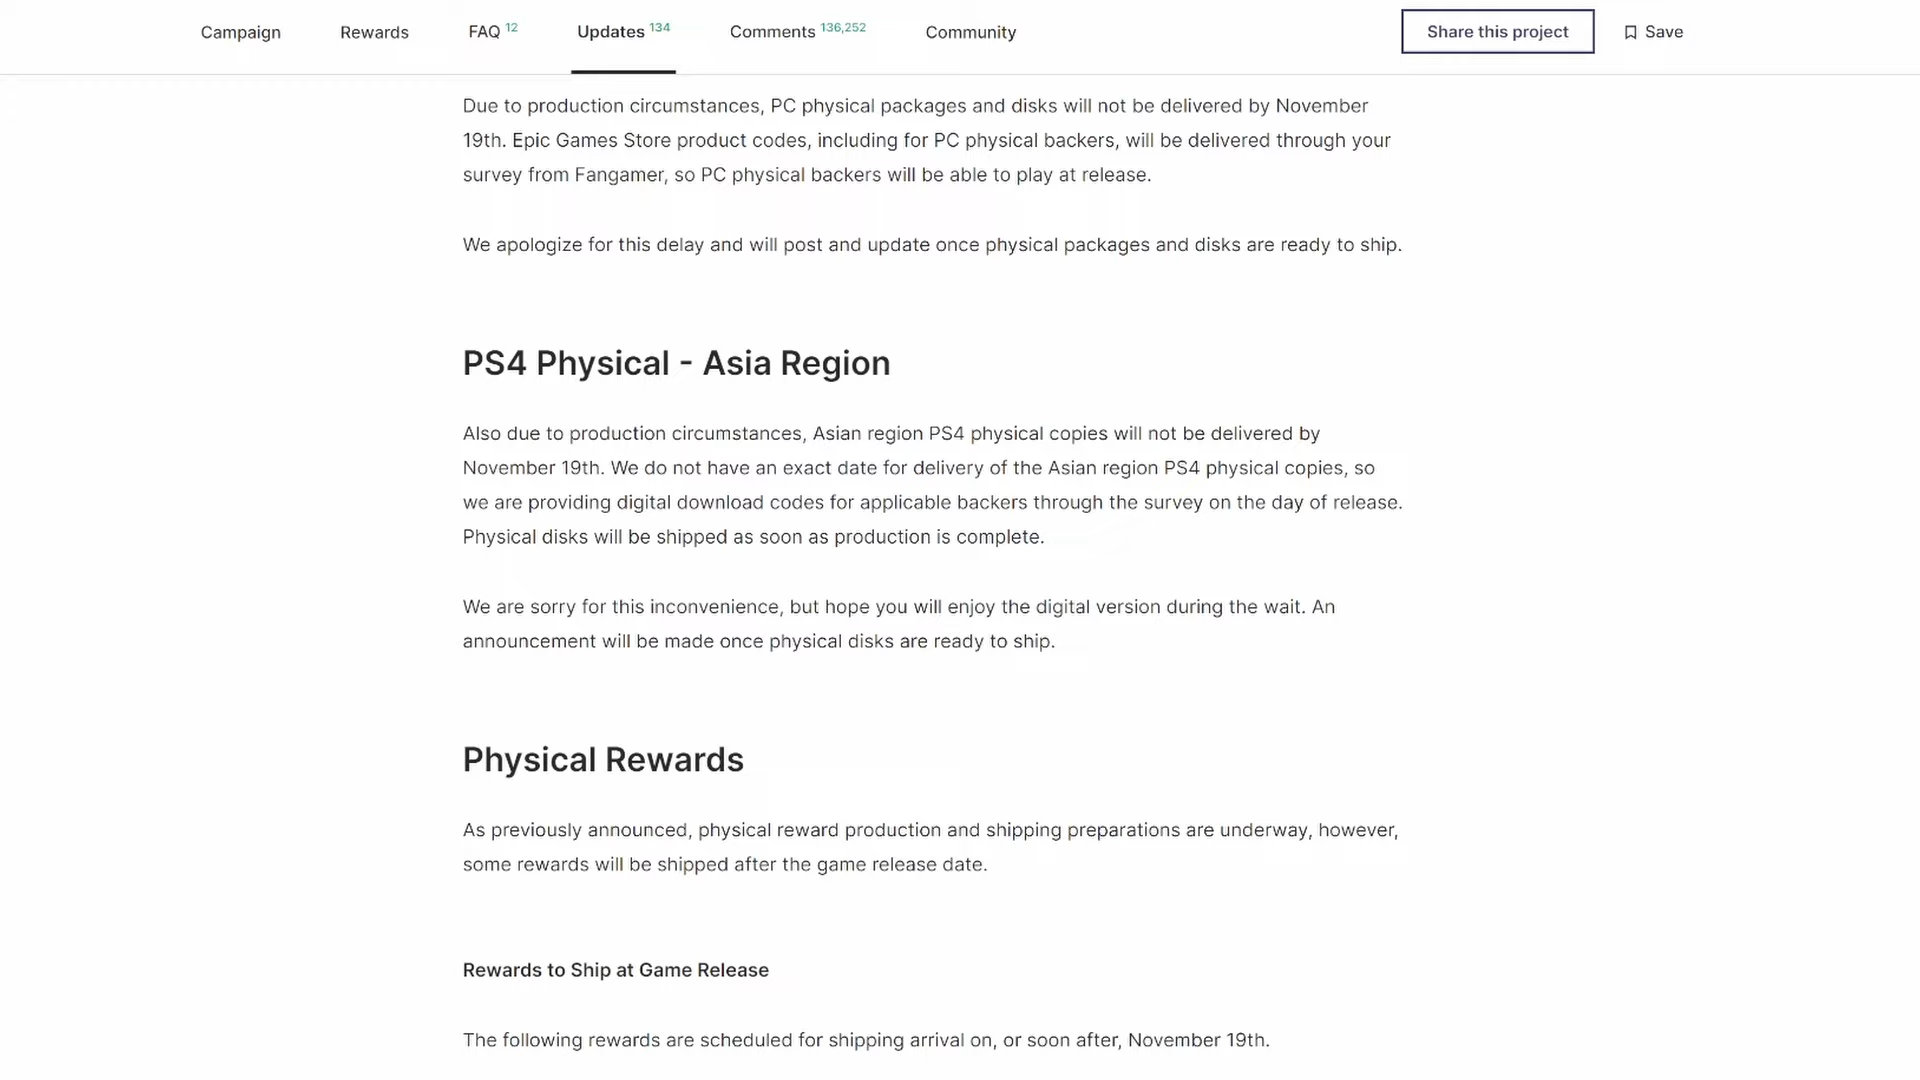 Campaign Rewards FAQ 12 Updates 134 Comments 136,252 Community Share this project Save
Due to production circumstances, PC physical packages and disks will not be delivered by November
19th. Epic Games Store product codes, including for PC physical backers, will be delivered through your
survey from Fangamer, so PC physical backers will be able to play at release.
We apologize for this delay and will post and update once physical packages and disks are ready to ship.
PS4 Physical - Asia Region
Also due to production circumstances, Asian region PS4 physical copies will not be delivered by
November 19th. We do not have an exact date for delivery of the Asian region PS4 physical copies, so
we are providing digital download codes for applicable backers through the survey on the day of release.
Physical disks will be shipped as soon as production is complete.
We are sorry for this inconvenience, but hope you will enjoy the digital version during the wait. An
announcement will be made once physical disks are ready to ship.
Physical Rewards
As previously announced, physical reward production and shipping preparations are underway, however,
some rewards will be shipped after the game release date.
Rewards to Ship at Game Release
The following rewards are scheduled for shipping arrival on, or soon after, November 19th.